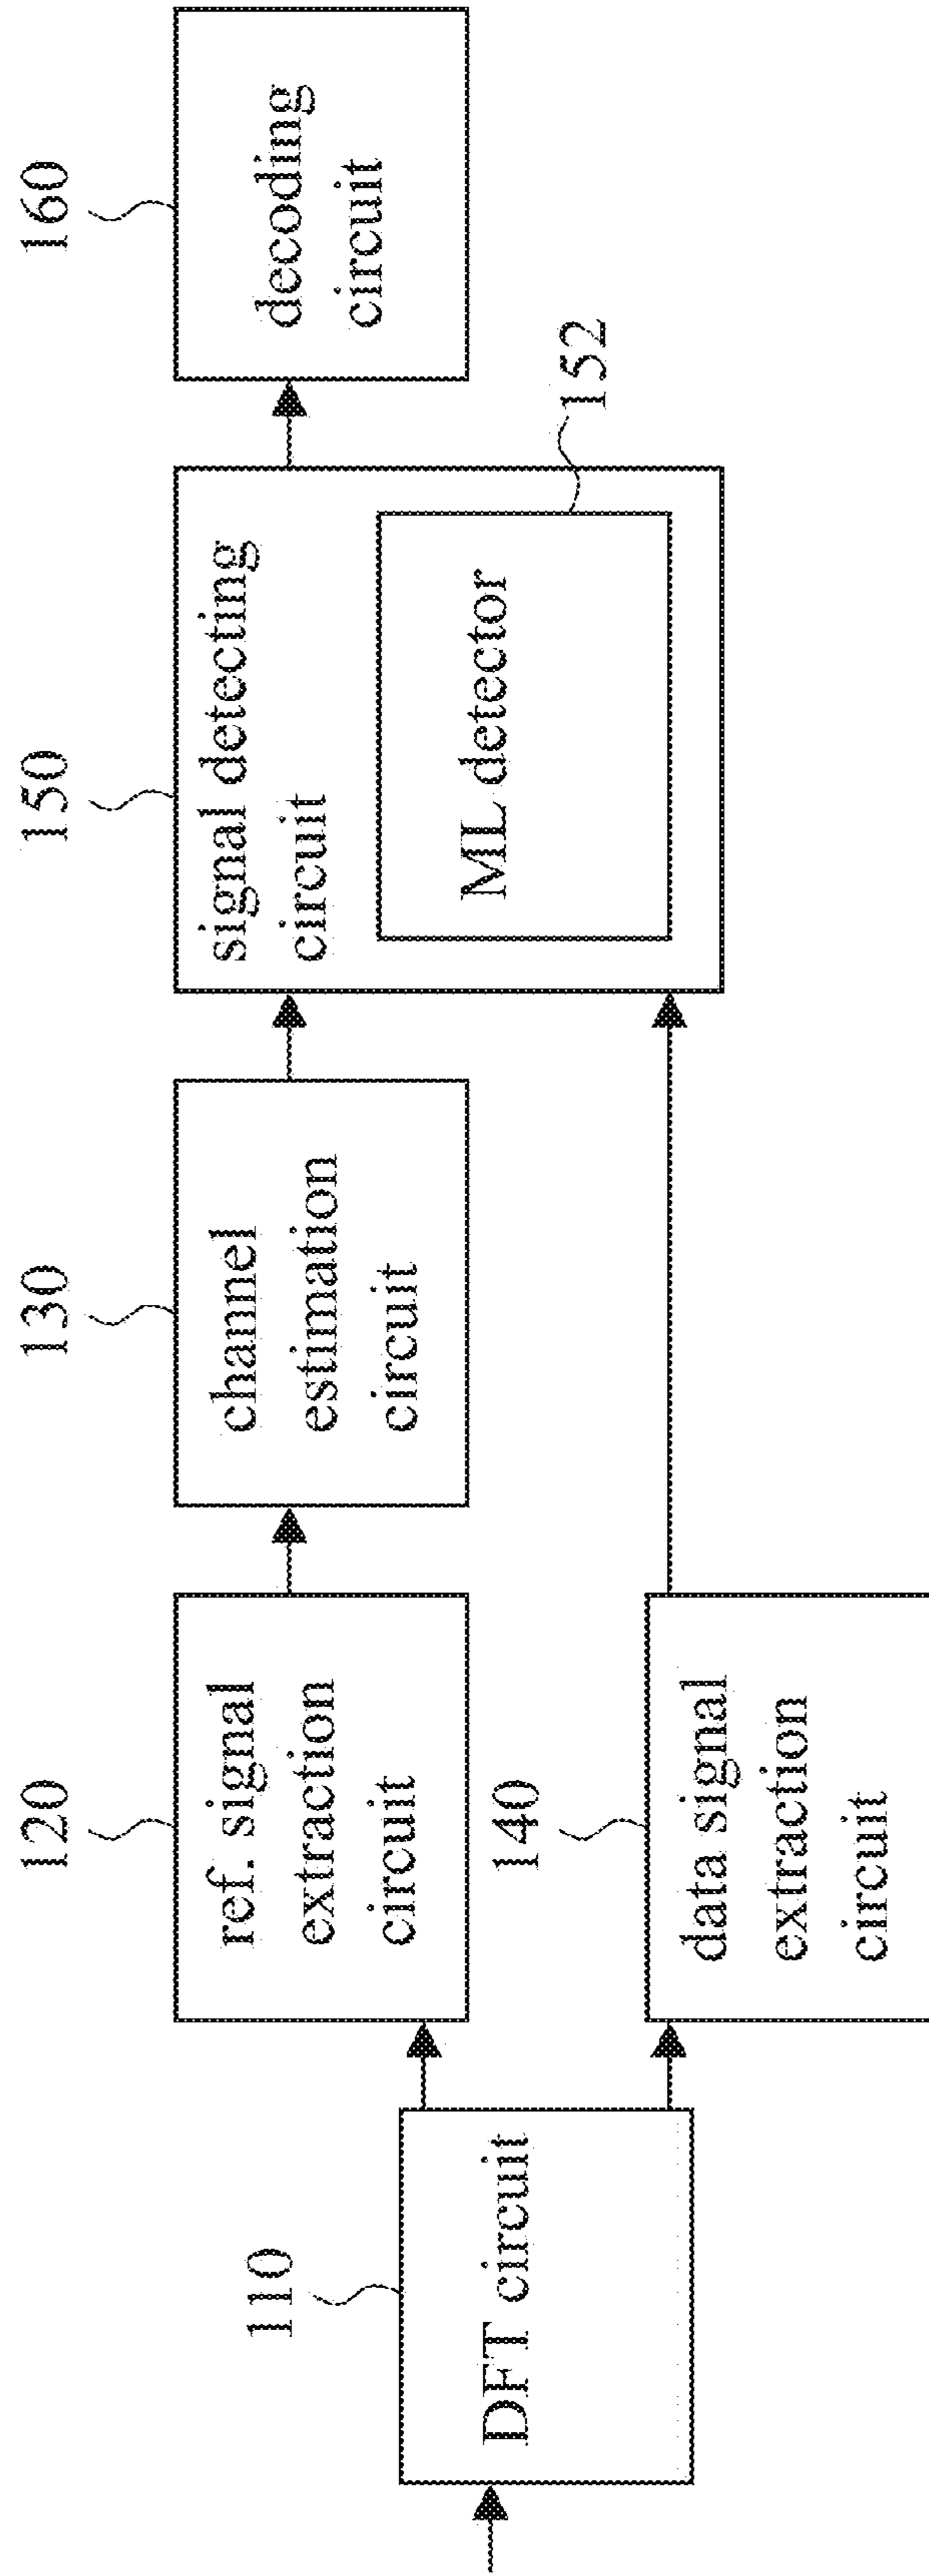 110
DFT circuit
120
ref. signal
extraction
circuit
130
channel
estimation
circuit
140
data signal
extraction
circuit
150
signal detecting
circuit
ML detector
152
160
decoding
circuit